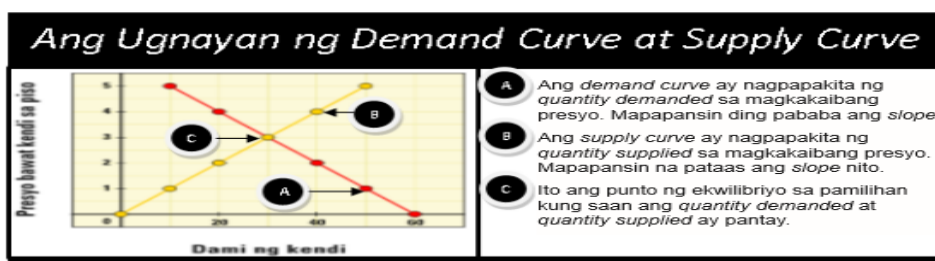 Ang Ugnayan ng Demand Curve at Supply Curve
Presyo bawat kendi sa piso
5
4
3
2
1
0
20
40
60
Dami ng kendi
A
B
C
A
Ang demand curve ay nagpapakita ng
quantity demanded sa magkakaibang
presyo. Mapapansin ding pababa ang slope
B
Ang supply curve ay nagpapakita ng
quantity supplied sa magkakaibang presyo.
Mapapansin na pataas ang slope nito.
C
Ito ang punto ng ekwilibriyo sa pamilihan
kung saan ang quantity demanded at
quantity supplied ay pantay.